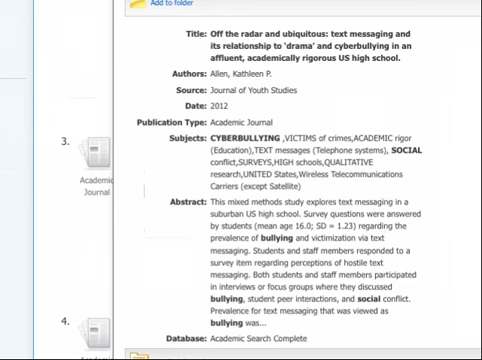 Add to folder
Title: Off the radar and ubiquitous: text messaging and
its relationship to 'drama' and cyberbullying in an
affluent, academically rigorous US high school.
Authors: Allen, Kathleen P.
Source: Journal of Youth Studies
Date: 2012
Publication Type: Academic Journal
Subjects: CYBERBULLYING ,VICTIMS of crimes,ACADEMIC rigor
(Education),TEXT messages (Telephone systems), SOCIAL
conflict,SURVEYS,HIGH schools,QUALITATIVE
research,UNITED States,Wireless Telecommunications
Carriers (except Satellite)
3.
Academic
Journal
Abstract: This mixed methods study explores text messaging in a
suburban US high school. Survey questions were answered
by students (mean age 16.0; SD = 1.23) regarding the
prevalence of bullying and victimization via text
messaging. Students and staff members responded to a
survey item regarding perceptions of hostile text
messaging. Both students and staff members participated
in interviews or focus groups where they discussed
bullying, student peer interactions, and social conflict.
Prevalence for text messaging that was viewed as
bullying was...
4.
Database: Academic Search Complete